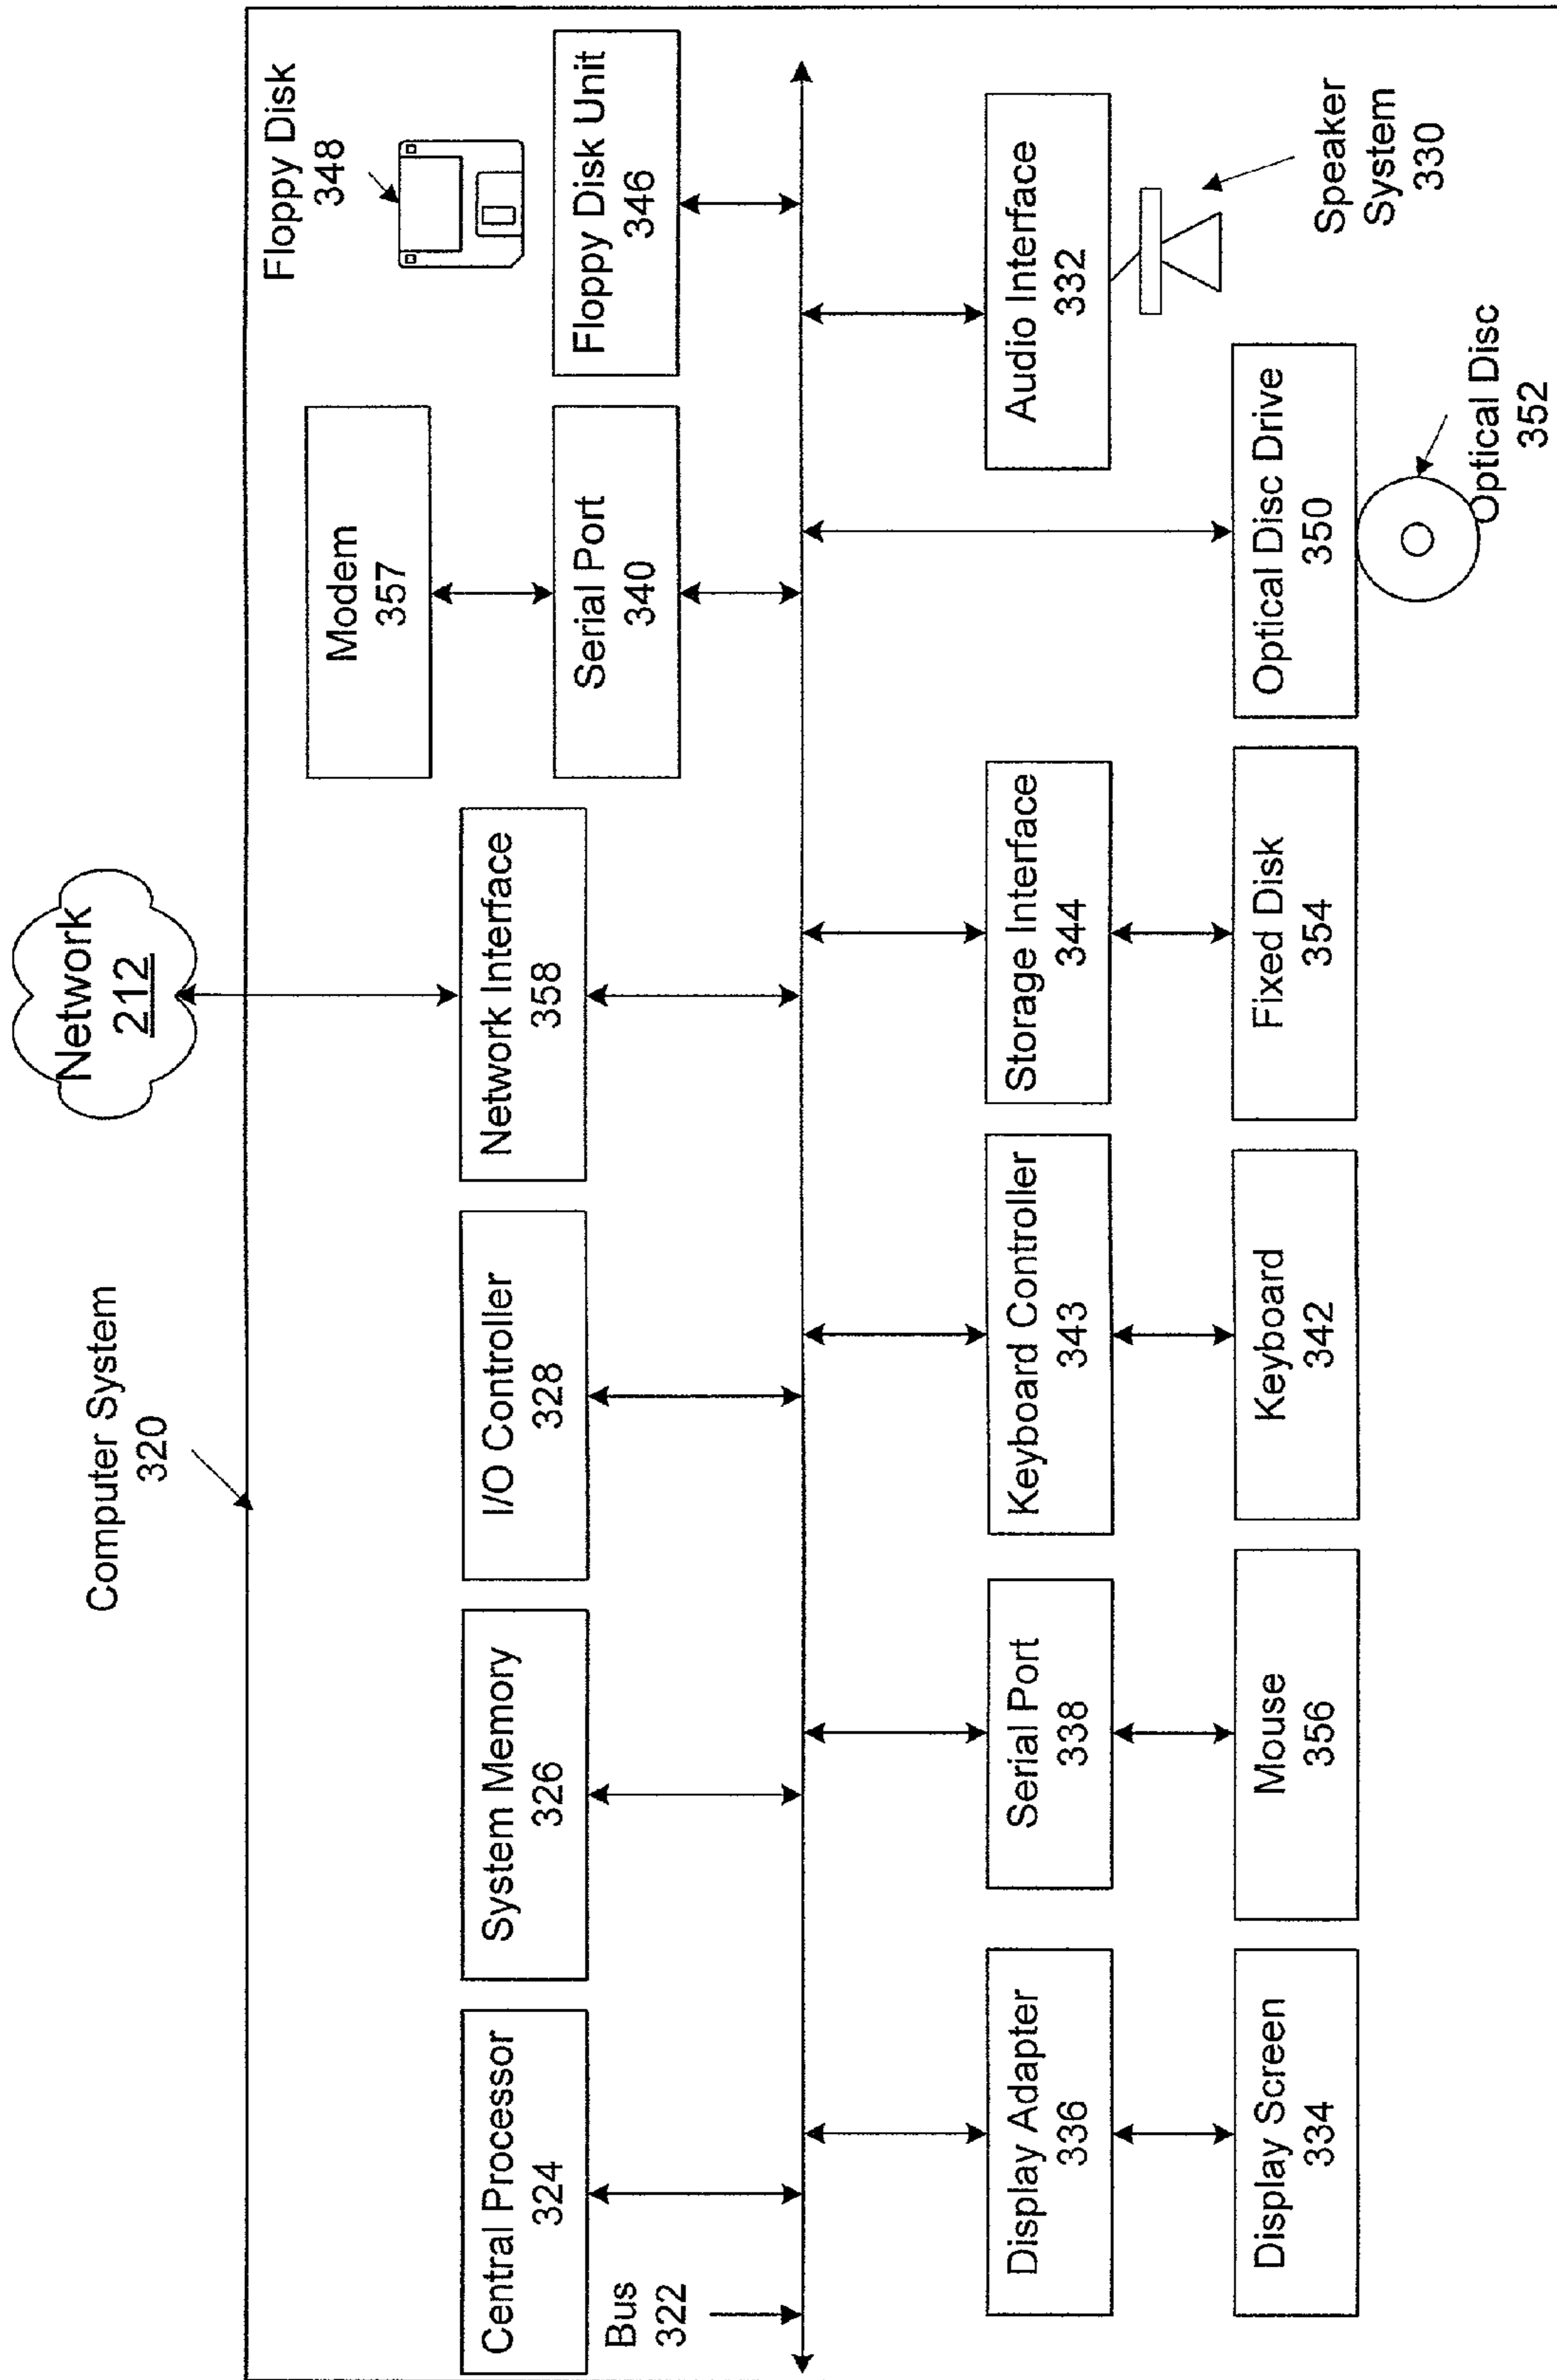 Computer System
320
Network
212
Floppy Disk
348
Modem
357
Central Processor
324
System Memory
326
I/O Controller
328
Network Interface
358
Serial Port
340
Floppy Disk Unit
346
Bus
322
Display Adapter
336
Serial Port
338
Keyboard Controller
343
Storage Interface
344
Audio Interface
332
Display Screen
334
Mouse
356
Keyboard
342
Fixed Disk
354
Optical Disc Drive
350
Speaker
System
330
Optical Disc
352